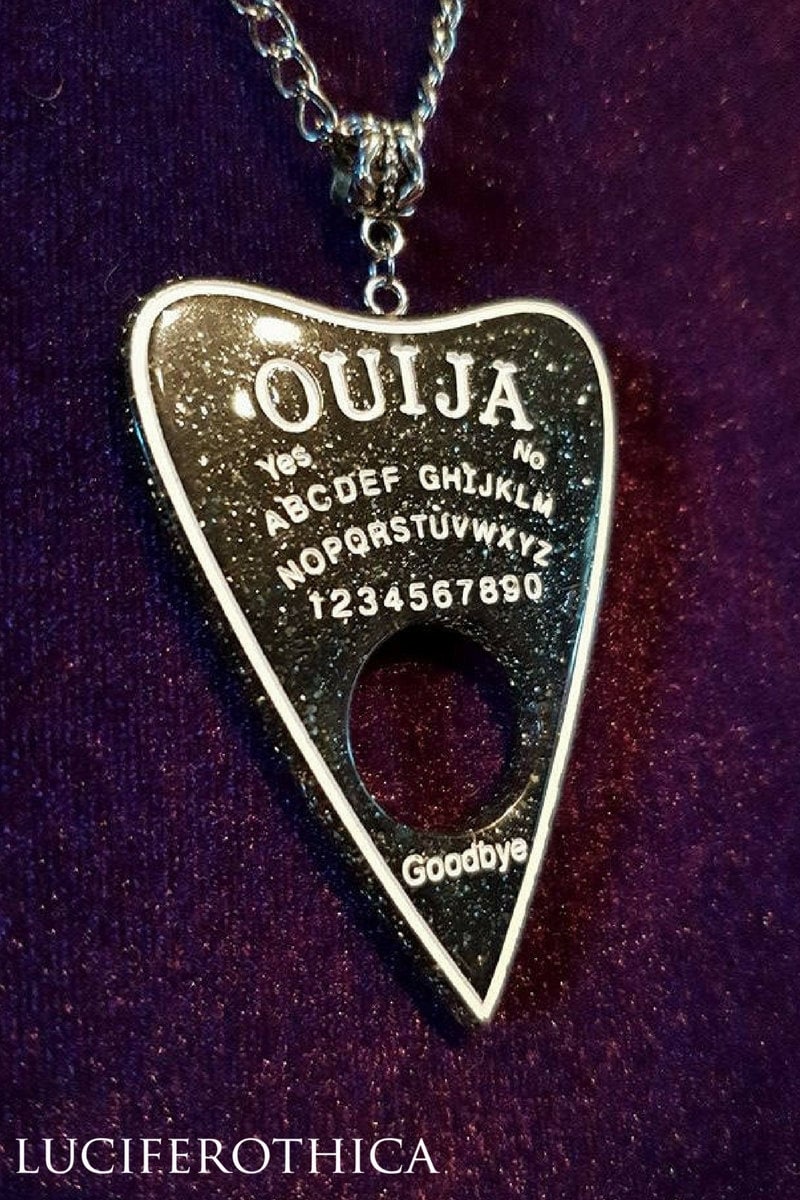 OUIJA
Yes No
ABCDEF GHIJKLM
NOPQRSTUVWXYZ
1234567890
Goodbye
LUCIFEROTHICA